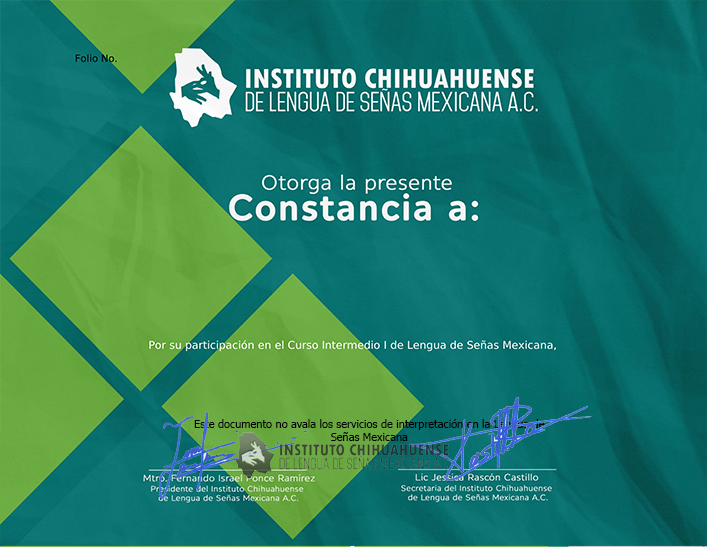 Folio No.
INSTITUTO CHIHUAHUENSE
DE LENGUA DE SEÑAS MEXICANA A.C.
Otorga la presente
Constancia a:
Por su participación en el Curso Intermedio I de Lengua de Señas Mexicana,
Este documento no avala los servicios de interpretación en la Lengua de
Señas Mexicana
INSTITUTO CHIHUAHUENSE
DE LENGUA DE SEÑAS MEXICANA A.C.
Mtro. Fernando Israel Ponce Ramírez
Presidente del Instituto Chihuahuense
de Lengua de Señas Mexicana A.C.
Lic Jessica Rascón Castillo
Secretaria del Instituto Chihuahuense
de Lengua de Señas Mexicana A.C.